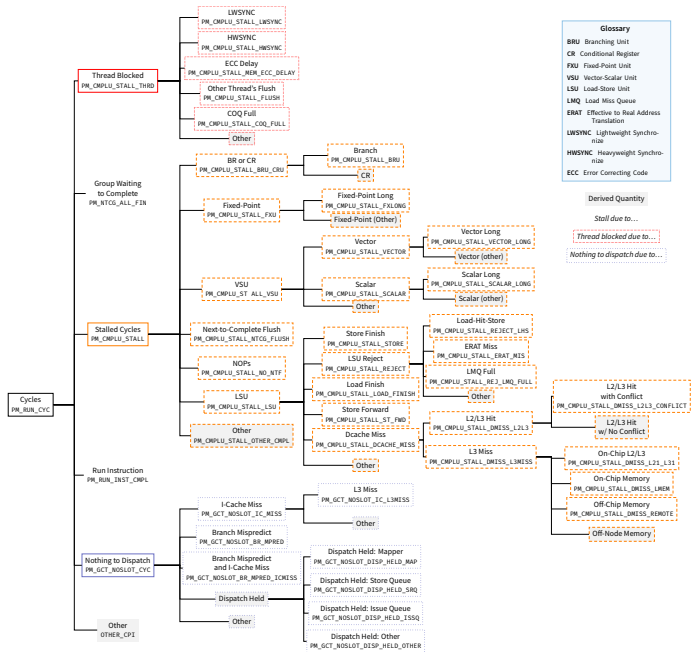 Cycles
PM_RUN_CYC
Thread Blocked
PM_CMPLU_STALL_THRD
LWSYNC
PM_CMPLU_STALL_LWSYNC
HWSYNC
PM_CMPLU_STALL_HWSYNC
ECC Delay
PM_CMPLU_STALL_MEM_ECC_DELAY
Other Thread's Flush
PM_CMPLU_STALL_FLUSH
COQ Full
PM_CMPLU_STALL_COQ_FULL
Other
Group Waiting
to Complete
PM_NTCG_ALL_FIN
Stalled Cycles
PM_CMPLU_STALL
BR or CR
PM_CMPLU_STALL_BRU_CRU
Branch
PM_CMPLU_STALL_BRU
CR
Fixed-Point
PM_CMPLU_STALL_FXU
Fixed-Point Long
PM_CMPLU_STALL_FXLONG
Fixed-Point (Other)
VSU
PM_CMPLU_ST ALL_VSU
Vector
PM_CMPLU_STALL_VECTOR
Vector Long
PM_CMPLU_STALL_VECTOR_LONG
Vector (other)
Scalar
PM_CMPLU_STALL_SCALAR
Scalar Long
PM_CMPLU_STALL_SCALAR_LONG
Scalar (other)
Other
Next-to-Complete Flush
PM_CMPLU_STALL_NTCG_FLUSH
NOPs
PM_CMPLU_STALL_NO_NTF
LSU
PM_CMPLU_STALL_LSU
Store Finish
PM_CMPLU_STALL_STORE
LSU Reject
PM_CMPLU_STALL_REJECT
Load-Hit-Store
PM_CMPLU_STALL_REJECT_LHS
ERAT Miss
PM_CMPLU_STALL_ERAT_MIS
LMQ Full
PM_CMPLU_STALL_REJ_LMQ_FULL
Other
Load Finish
PM_CMPLU_STALL_LOAD_FINISH
Store Forward
PM_CMPLU_STALL_ST_FWD
Dcache Miss
PM_CMPLU_STALL_DCACHE_MISS
L2/L3 Hit
PM_CMPLU_STALL_DMISS_L2L3
L2/L3 Hit
with Conflict
PM_CMPLU_STALL_DMISS_L2L3_CONFLICT
L2/L3 Hit
w/ No Conflict
L3 Miss
PM_CMPLU_STALL_DMISS_L3MISS
On-Chip L2/L3
PM_CMPLU_STALL_DMISS_L21_L31
On-Chip Memory
PM_CMPLU_STALL_DMISS_LMEM
Off-Chip Memory
PM_CMPLU_STALL_DMISS_REMOTE
Off-Node Memory
Other
Other
PM_CMPLU_STALL_OTHER_CMPL
Run Instruction
PM_RUN_INST_CMPL
Nothing to Dispatch
PM_GCT_NOSLOT_CYC
I-Cache Miss
PM_GCT_NOSLOT_IC_MISS
L3 Miss
PM_GCT_NOSLOT_IC_L3MISS
Other
Branch Mispredict
PM_GCT_NOSLOT_BR_MPRED
Branch Mispredict
and I-Cache Miss
PM_GCT_NOSLOT_BR_MPRED_ICMISS
Dispatch Held
Dispatch Held: Mapper
PM_GCT_NOSLOT_DISP_HELD_MAP
Dispatch Held: Store Queue
PM_GCT_NOSLOT_DISP_HELD_SRQ
Dispatch Held: Issue Queue
PM_GCT_NOSLOT_DISP_HELD_ISSQ
Dispatch Held: Other
PM_GCT_NOSLOT_DISP_HELD_OTHER
Other
Other
OTHER_CPI
Glossary
BRU Branching Unit
CR Conditional Register
FXU Fixed-Point Unit
VSU Vector-Scalar Unit
LSU Load-Store Unit
LMQ Load Miss Queue
ERAT Effective to Real Address
Translation
LWSYNC Lightweight Synchro-
nize
HWSYNC Heavyweight Synchro-
nize
ECC Error Correcting Code
Derived Quantity
Stall due to...
Thread blocked due to...
Nothing to dispatch due to...